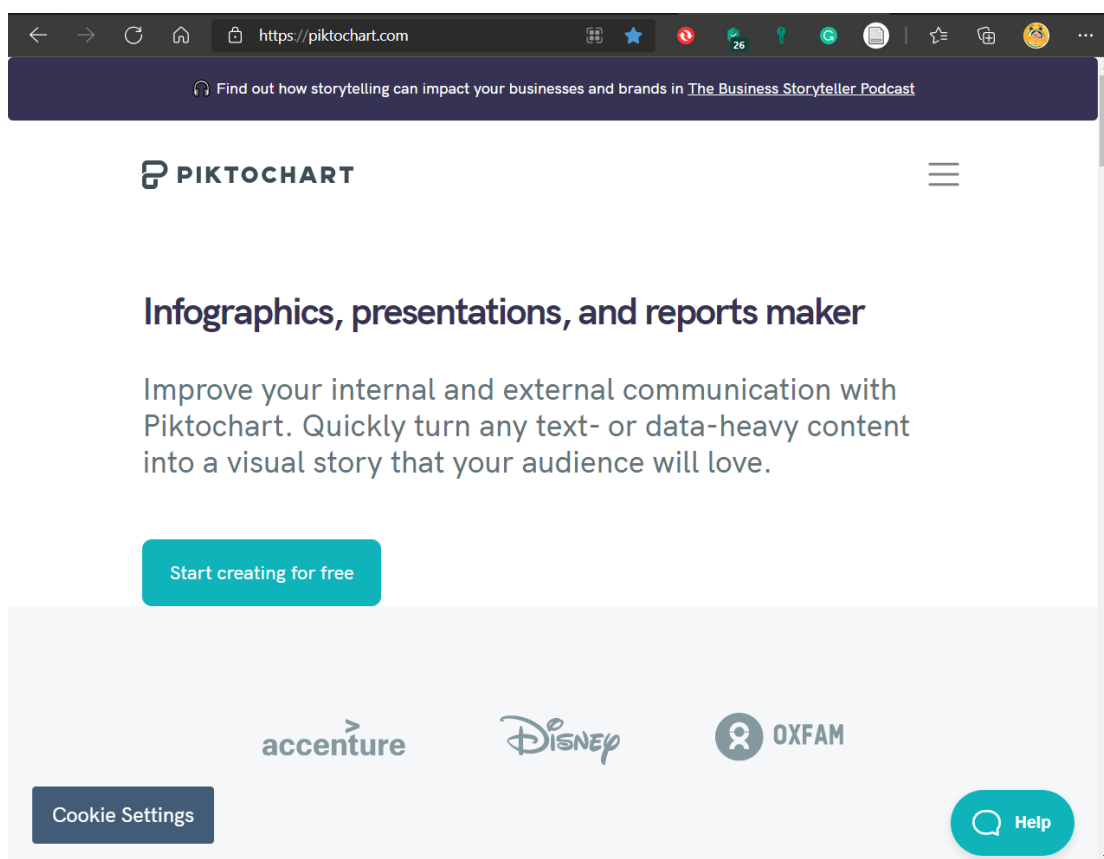 https://piktochart.com
26
Find out how storytelling can impact your businesses and brands in The Business Storyteller Podcast
PIKTOCHART
Infographics, presentations, and reports maker
Improve your internal and external communication with
Piktochart. Quickly turn any text- or data-heavy content
into a visual story that your audience will love.
Start creating for free
accenture
Disney
OXFAM
Cookie Settings
Help